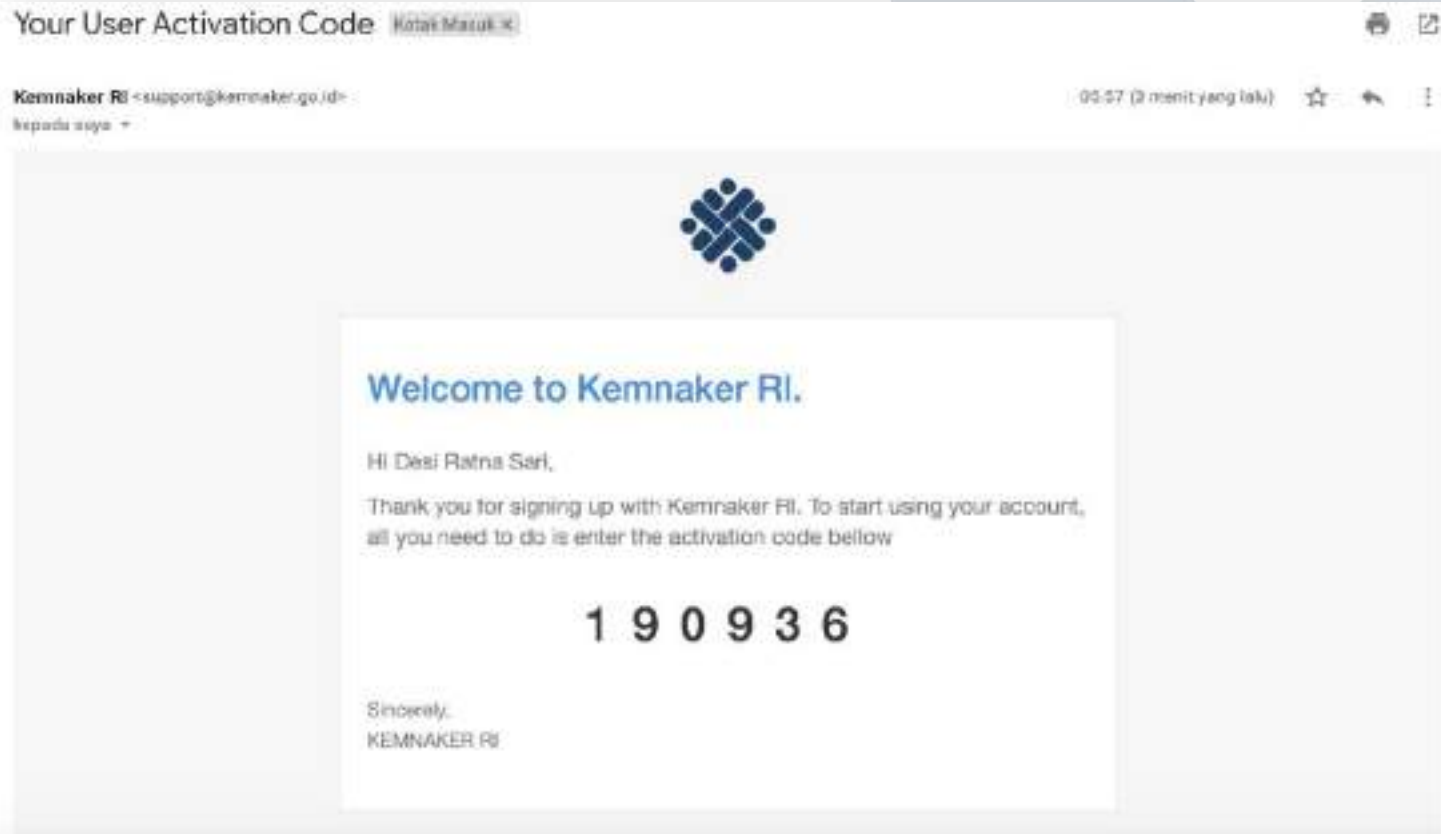 Your User Activation Code Kotak Masuk ×
Kemnaker RI <support@kemnaker.go.id>
05:57 (3 menit yang lalu)
kepada saya
Welcome to Kemnaker RI.
Hi Desi Ratna Sari,
Thank you for signing up with Kemnaker RI. To start using your account,
all you need to do is enter the activation code bellow
1 9 0 9 3 6
Sincerely,
KEMNAKER RI